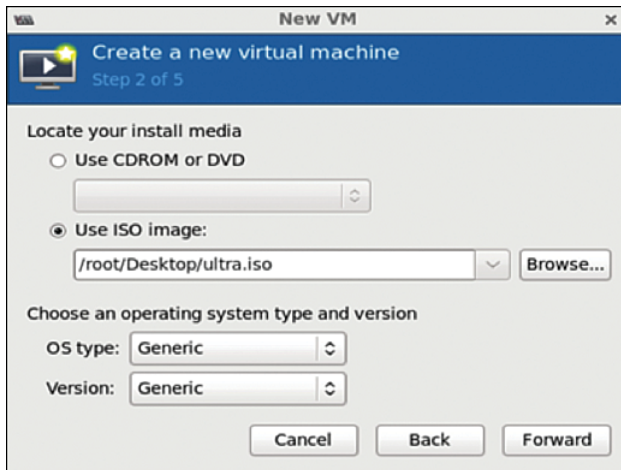 New VM
Create a new virtual machine
Step 2 of 5
Locate your install media
Use CDROM or DVD
Use ISO image:
/root/Desktop/ultra.iso Browse...
Choose an operating system type and version
OS type: Generic
Version: Generic
Cancel Back Forward